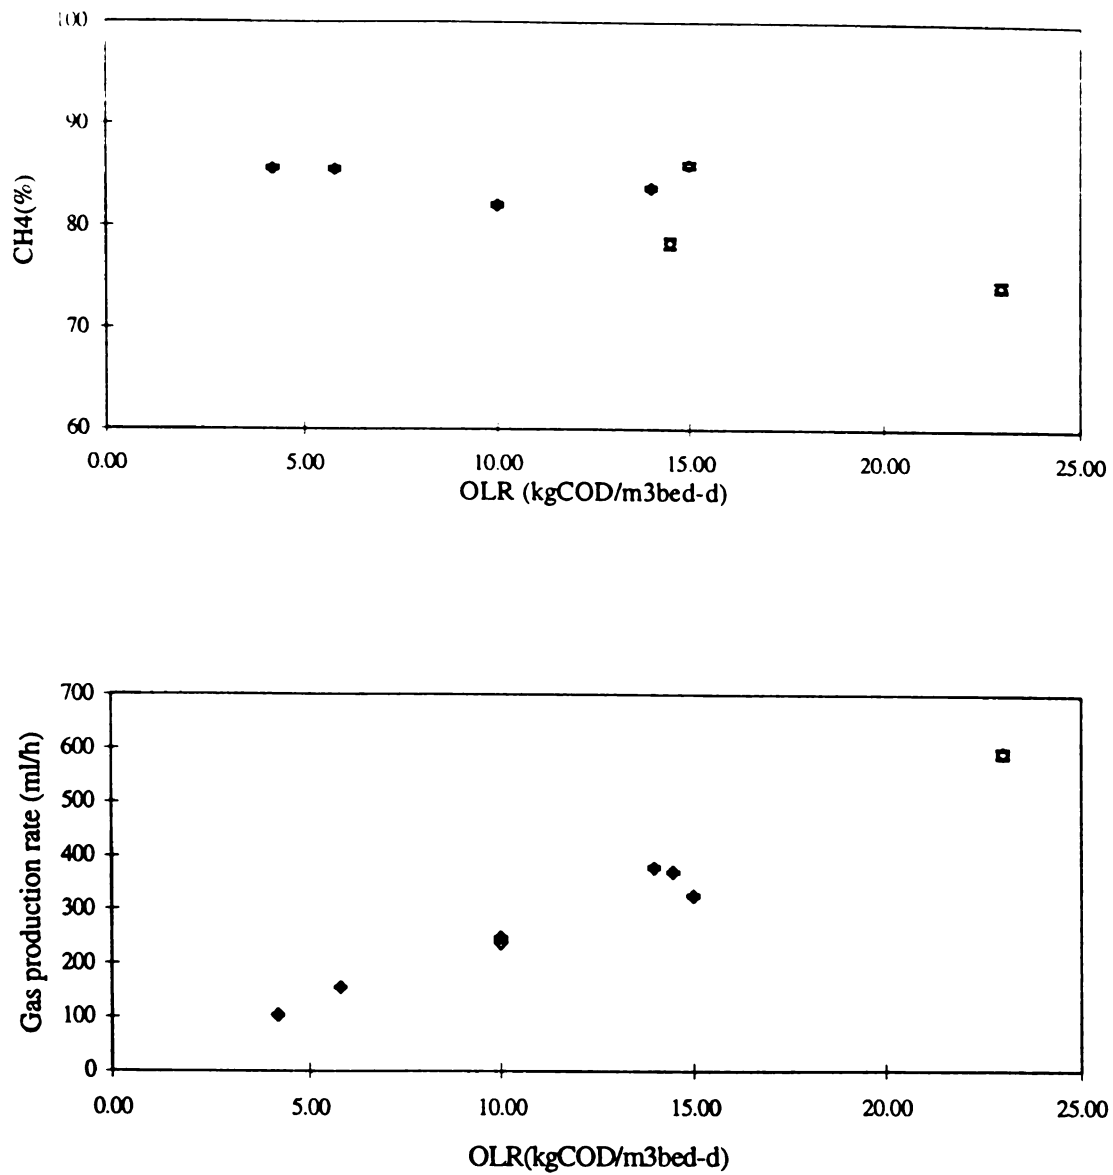 100
90
80
70
60
CH4(%)
0.00 5.00 10.00 15.00 20.00 25.00
OLR (kgCOD/m3bed-d)
700
600
500
400
300
200
100
0
Gas production rate (ml/h)
0.00 5.00 10.00 15.00 20.00 25.00
OLR(kgCOD/m3bed-d)